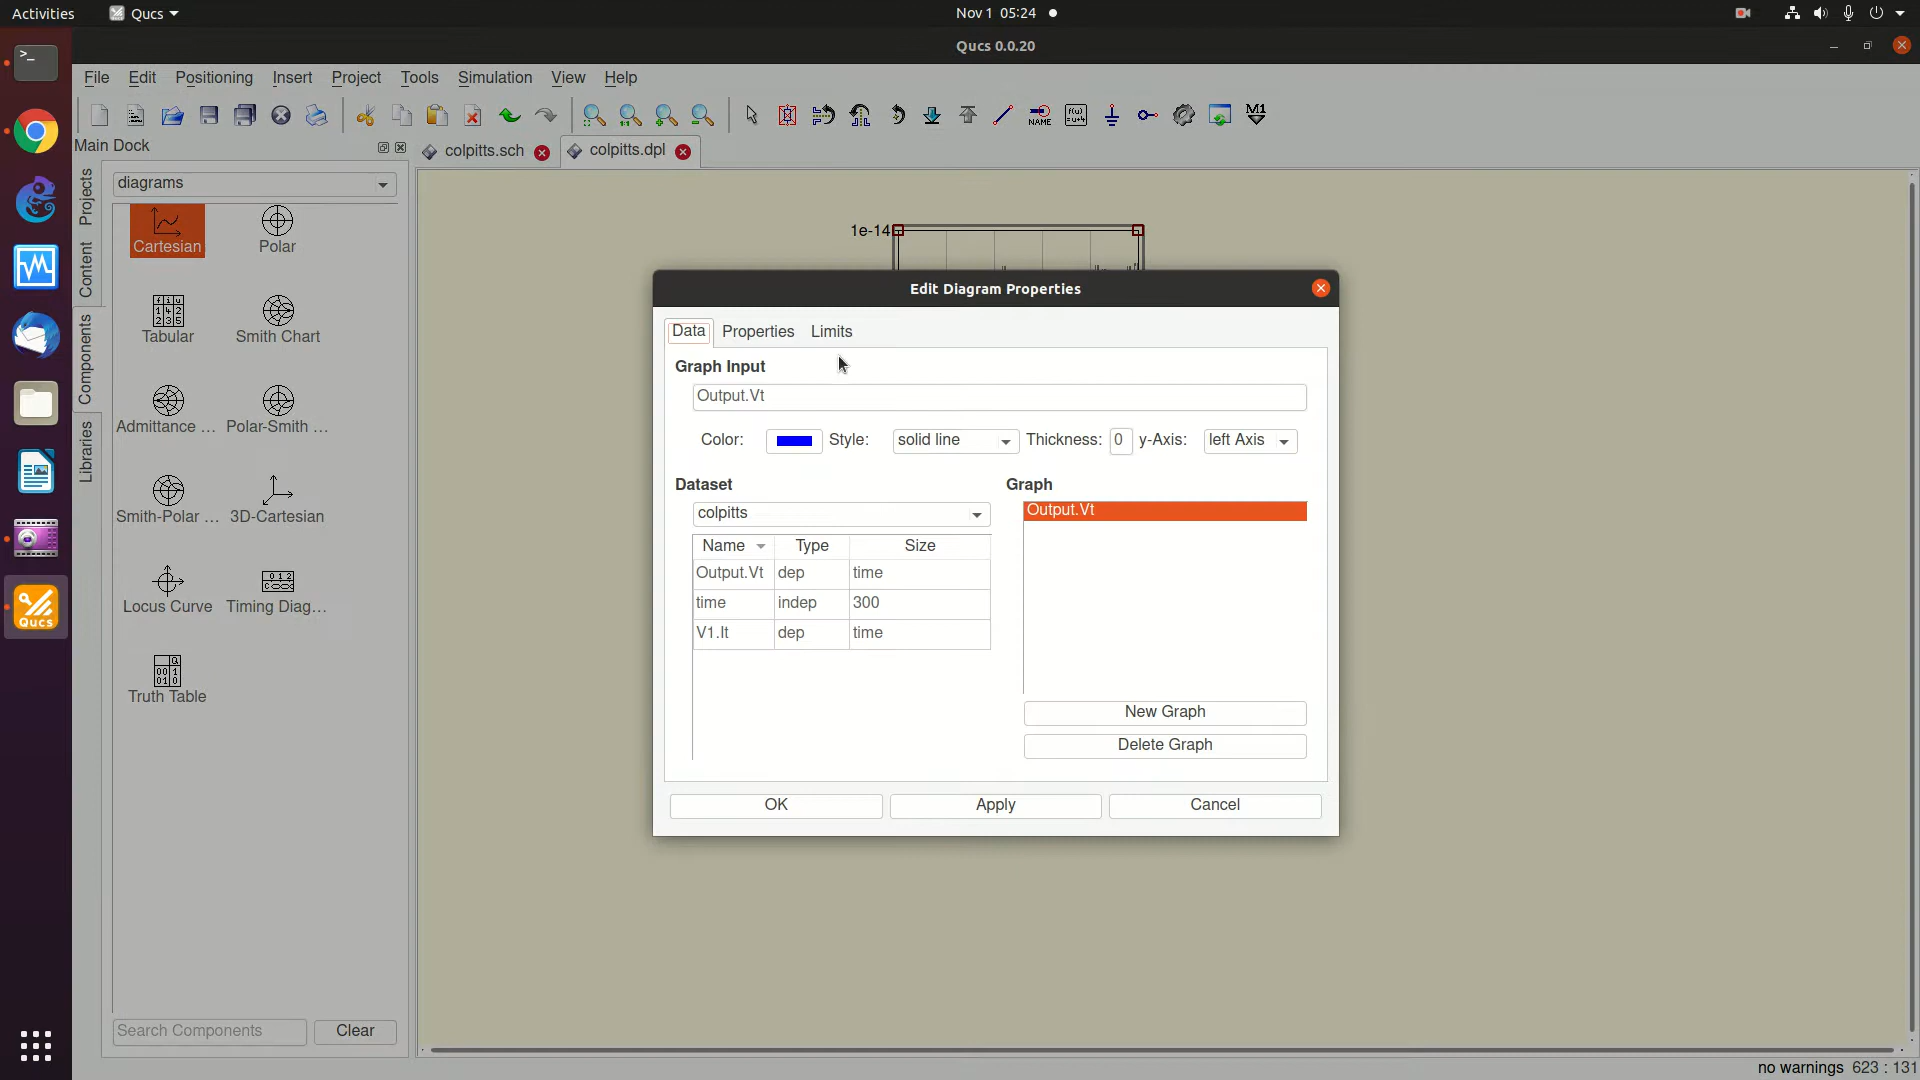 Activities Qucs Nov 1 05:24
Qucs 0.0.20
File Edit Positioning Insert Project Tools Simulation View Help
NAME M1
Main Dock
colpitts.sch colpitts.dpl
Projects
Content
Components
Libraries
diagrams
Cartesian Polar
Tabular Smith Chart
Admittance ... Polar-Smith ...
Smith-Polar ... 3D-Cartesian
Locus Curve Timing Diag...
Truth Table
Search Components Clear
1e-14
Edit Diagram Properties
Data Properties Limits
Graph Input
Output.Vt
Color: Style: solid line Thickness: 0 y-Axis: left Axis
Dataset Graph
colpitts Output.Vt
Name Type Size
Output.Vt dep time
time indep 300
V1.It dep time
New Graph
Delete Graph
OK Apply Cancel
Qucs
no warnings 623 : 131